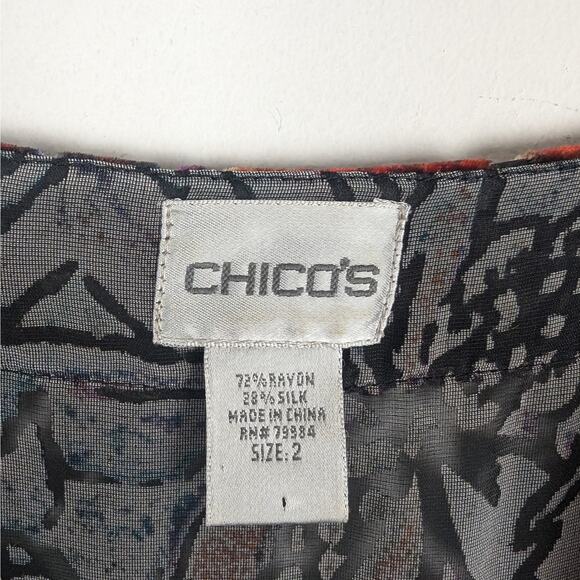 CHICO'S
72% RAYON
28% SILK
MADE IN CHINA
RN# 79984
SIZE: 2